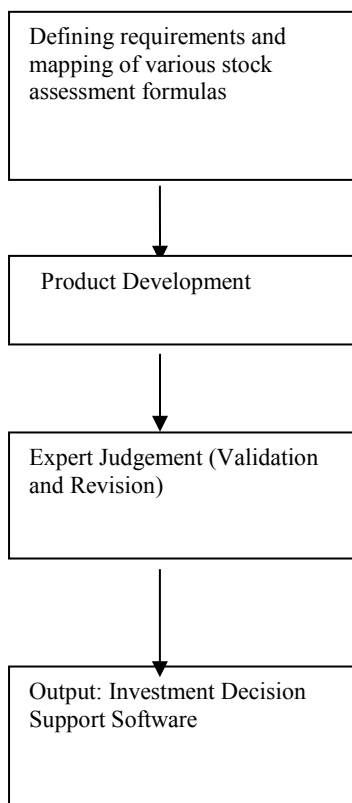 Defining requirements and
mapping of various stock
assessment formulas
Product Development
Expert Judgement (Validation
and Revision)
Output: Investment Decision
Support Software